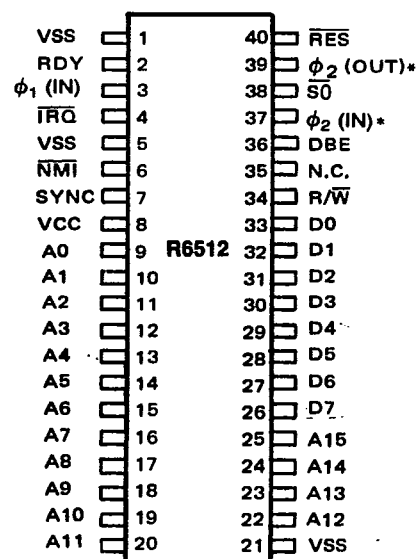 VSS 1 40 R̅E̅S̅
RDY 2 39 ϕ2 (OUT)*
ϕ1 (IN) 3 38 S̅0̅
I̅R̅Q̅ 4 37 ϕ2 (IN)*
VSS 5 36 DBE
N̅M̅I̅ 6 35 N.C.
SYNC 7 34 R/W̅
VCC 8 33 D0
A0 9 R6512 32 D1
A1 10 31 D2
A2 11 30 D3
A3 12 29 D4
A4 13 28 D5
A5 14 27 D6
A6 15 26 D7
A7 16 25 A15
A8 17 24 A14
A9 18 23 A13
A10 19 22 A12
A11 20 21 VSS